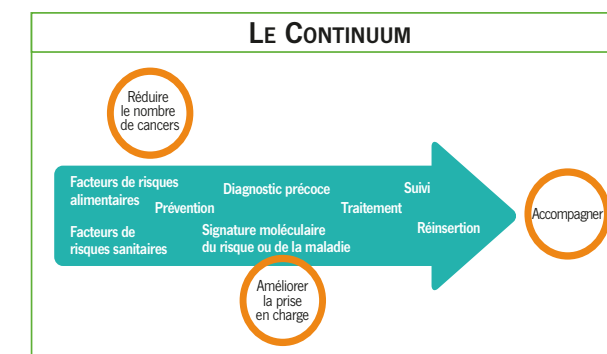 LE CONTINUUM
Réduire
le nombre
de cancers
Facteurs de risques
alimentaires
Prévention
Diagnostic précoce
Suivi
Traitement
Facteurs de
risques sanitaires
Signature moléculaire
du risque ou de la maladie
Réinsertion
Accompagner
Améliorer
la prise
en charge